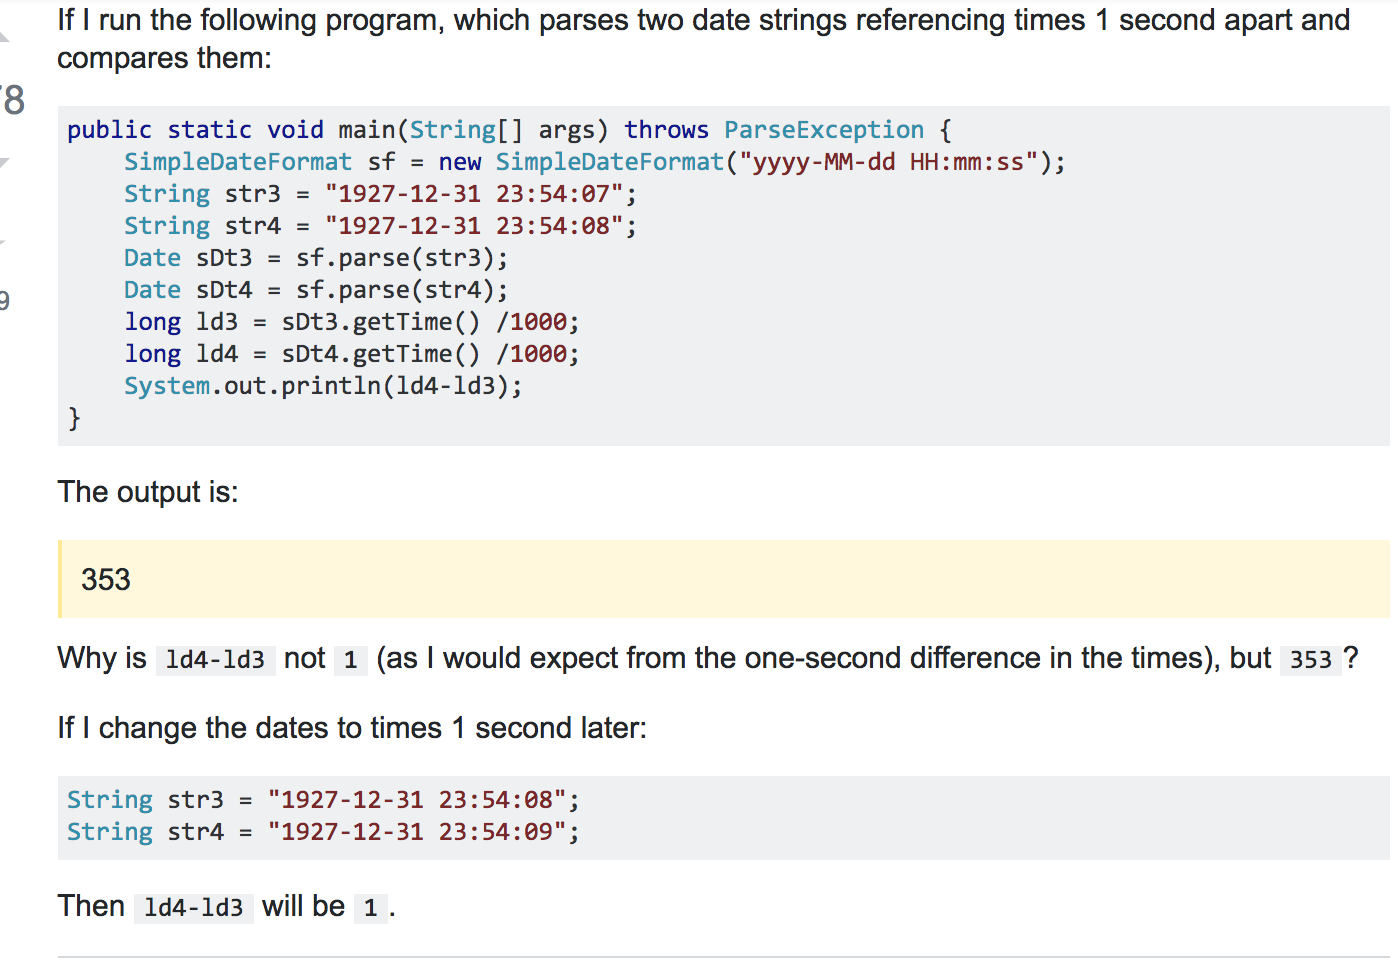 If I run the following program, which parses two date strings referencing times 1 second apart and
compares them:
8
public static void main(String[] args) throws ParseException {
    SimpleDateFormat sf = new SimpleDateFormat("yyyy-MM-dd HH:mm:ss");
    String str3 = "1927-12-31 23:54:07";
    String str4 = "1927-12-31 23:54:08";
    Date sDt3 = sf.parse(str3);
    Date sDt4 = sf.parse(str4);
9
    long ld3 = sDt3.getTime() /1000;
    long ld4 = sDt4.getTime() /1000;
    System.out.println(ld4-ld3);
}
The output is:
353
Why is ld4-ld3 not 1 (as I would expect from the one-second difference in the times), but 353 ?
If I change the dates to times 1 second later:
String str3 = "1927-12-31 23:54:08";
String str4 = "1927-12-31 23:54:09";
Then ld4-ld3 will be 1 .